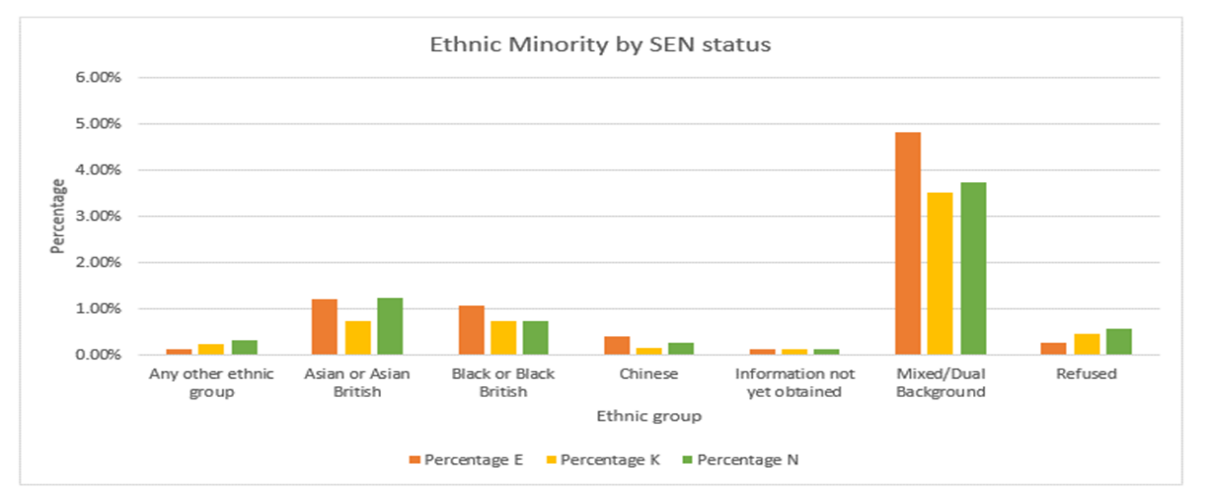 Ethnic Minority by SEN status
6.00%
5.00%
4.00%
3.00%
2.00%
1.00%
0.00%
Percentage
Any other ethnic
group
Asian or Asian
British
Black or Black
British
Chinese
Information not
yet obtained
Mixed/Dual
Background
Refused
Ethnic group
Percentage E
Percentage K
Percentage N